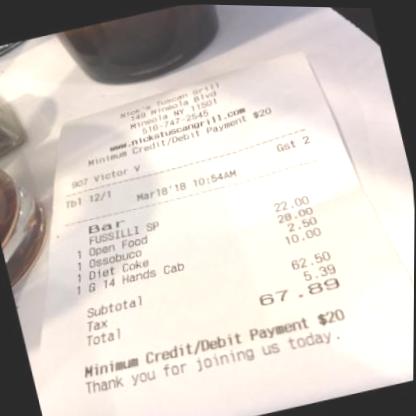 Nick's Tuscan Grill
149 Mineola Blvd
Mineola NY 11501
516-747-2545
www.nickstuscangrill.com
Minimum Credit/Debit Payment $20
907 Victor V
Tbl 12/1 Gst 2
Mar18'18 10:54AM
Bar
FUSSILLI SP
1 Open Food 22.00
1 Ossobuco 28.00
1 Diet Coke 2.50
1 G 14 Hands Cab 10.00
Subtotal 62.50
Tax 5.39
Total 67.89
Minimum Credit/Debit Payment $20
Thank you for joining us today.